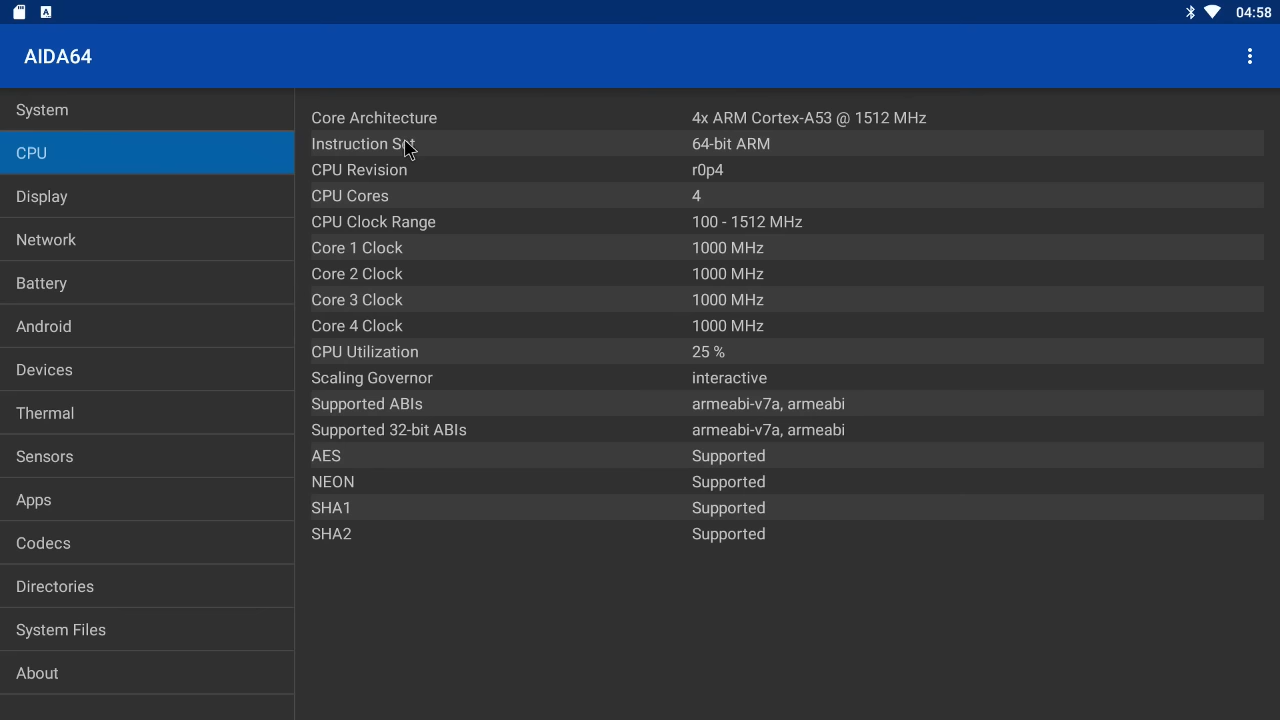 04:58
AIDA64
System
CPU
Display
Network
Battery
Android
Devices
Thermal
Sensors
Apps
Codecs
Directories
System Files
About
Core Architecture 4x ARM Cortex-A53 @ 1512 MHz
Instruction Set 64-bit ARM
CPU Revision r0p4
CPU Cores 4
CPU Clock Range 100 - 1512 MHz
Core 1 Clock 1000 MHz
Core 2 Clock 1000 MHz
Core 3 Clock 1000 MHz
Core 4 Clock 1000 MHz
CPU Utilization 25 %
Scaling Governor interactive
Supported ABIs armeabi-v7a, armeabi
Supported 32-bit ABIs armeabi-v7a, armeabi
AES Supported
NEON Supported
SHA1 Supported
SHA2 Supported